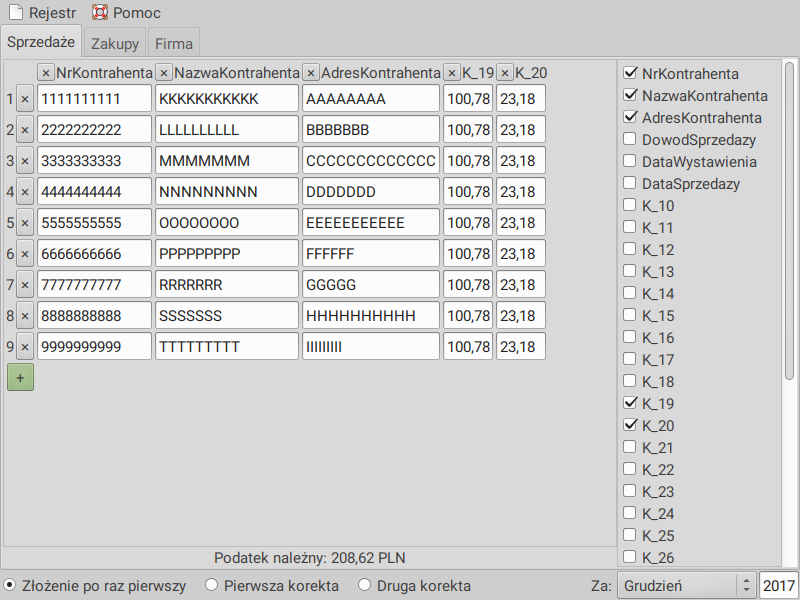 Rejestr Pomoc
Sprzedaże Zakupy Firma
× NrKontrahenta × NazwaKontrahenta × AdresKontrahenta × K_19 × K_20
1 × 1111111111 KKKKKKKKKKK AAAAAAAA 100,78 23,18
2 × 2222222222 LLLLLLLLLL BBBBBBB 100,78 23,18
3 × 3333333333 MMMMMMM CCCCCCCCCCCCC 100,78 23,18
4 × 4444444444 NNNNNNNNN DDDDDDD 100,78 23,18
5 × 5555555555 OOOOOOOO EEEEEEEEEEE 100,78 23,18
6 × 6666666666 PPPPPPPPP FFFFFF 100,78 23,18
7 × 7777777777 RRRRRRR GGGGG 100,78 23,18
8 × 8888888888 SSSSSSS HHHHHHHHHH 100,78 23,18
9 × 9999999999 TTTTTTTTT IIIIIIIII 100,78 23,18
+
NrKontrahenta
NazwaKontrahenta
AdresKontrahenta
DowodSprzedazy
DataWystawienia
DataSprzedazy
K_10
K_11
K_12
K_13
K_14
K_15
K_16
K_17
K_18
K_19
K_20
K_21
K_22
K_23
K_24
K_25
K_26
Podatek należny: 208,62 PLN
Złożenie po raz pierwszy Pierwsza korekta Druga korekta Za: Grudzień 2017